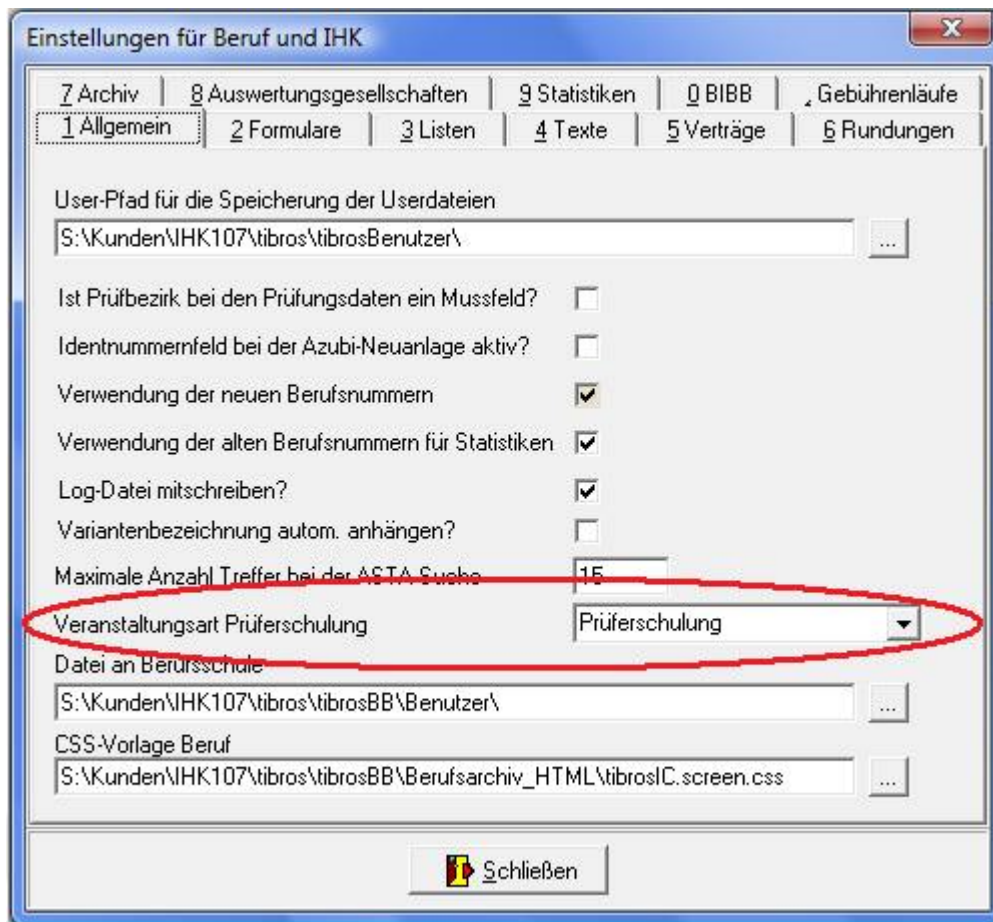 Einstellungen für Beruf und IHK
7 Archiv 8 Auswertungsgesellschaften 9 Statistiken 0 BIBB Gebührenläufe
1 Allgemein 2 Formulare 3 Listen 4 Texte 5 Verträge 6 Rundungen
User-Pfad für die Speicherung der Userdateien
S:\Kunden\IHK107\tibros\tibrosBenutzer\ ...
Ist Prüfbezirk bei den Prüfungsdaten ein Mussfeld?
Identnummernfeld bei der Azubi-Neuanlage aktiv?
Verwendung der neuen Berufsnummern
Verwendung der alten Berufsnummern für Statistiken
Log-Datei mitschreiben?
Variantenbezeichnung autom. anhängen?
Maximale Anzahl Treffer bei der ASTA Suche 15
Veranstaltungsart Prüferschulung Prüferschulung
Datei an Berufsschule
S:\Kunden\IHK107\tibros\tibrosBB\Benutzer\ ...
CSS-Vorlage Beruf
S:\Kunden\IHK107\tibros\tibrosBB\Berufsarchiv_HTML\tibrosIC.screen.css ...
Schließen